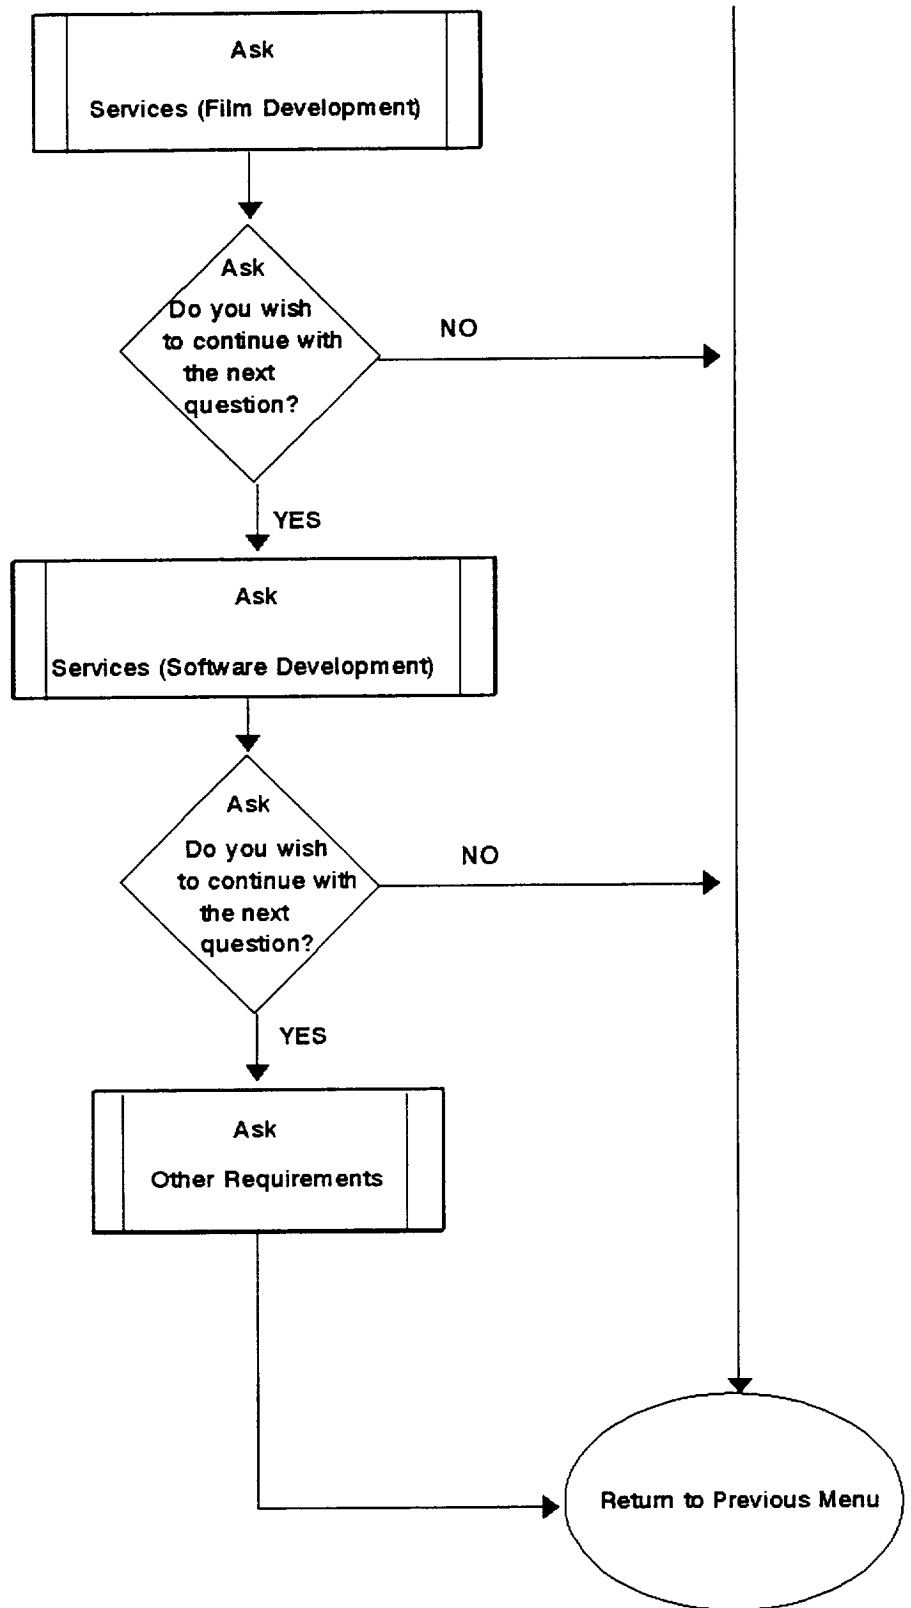 Ask
Services (Film Development)
Ask
Do you wish
to continue with
the next
question?
NO
YES
Ask
Services (Software Development)
Ask
Do you wish
to continue with
the next
question?
NO
YES
Ask
Other Requirements
Return to Previous Menu